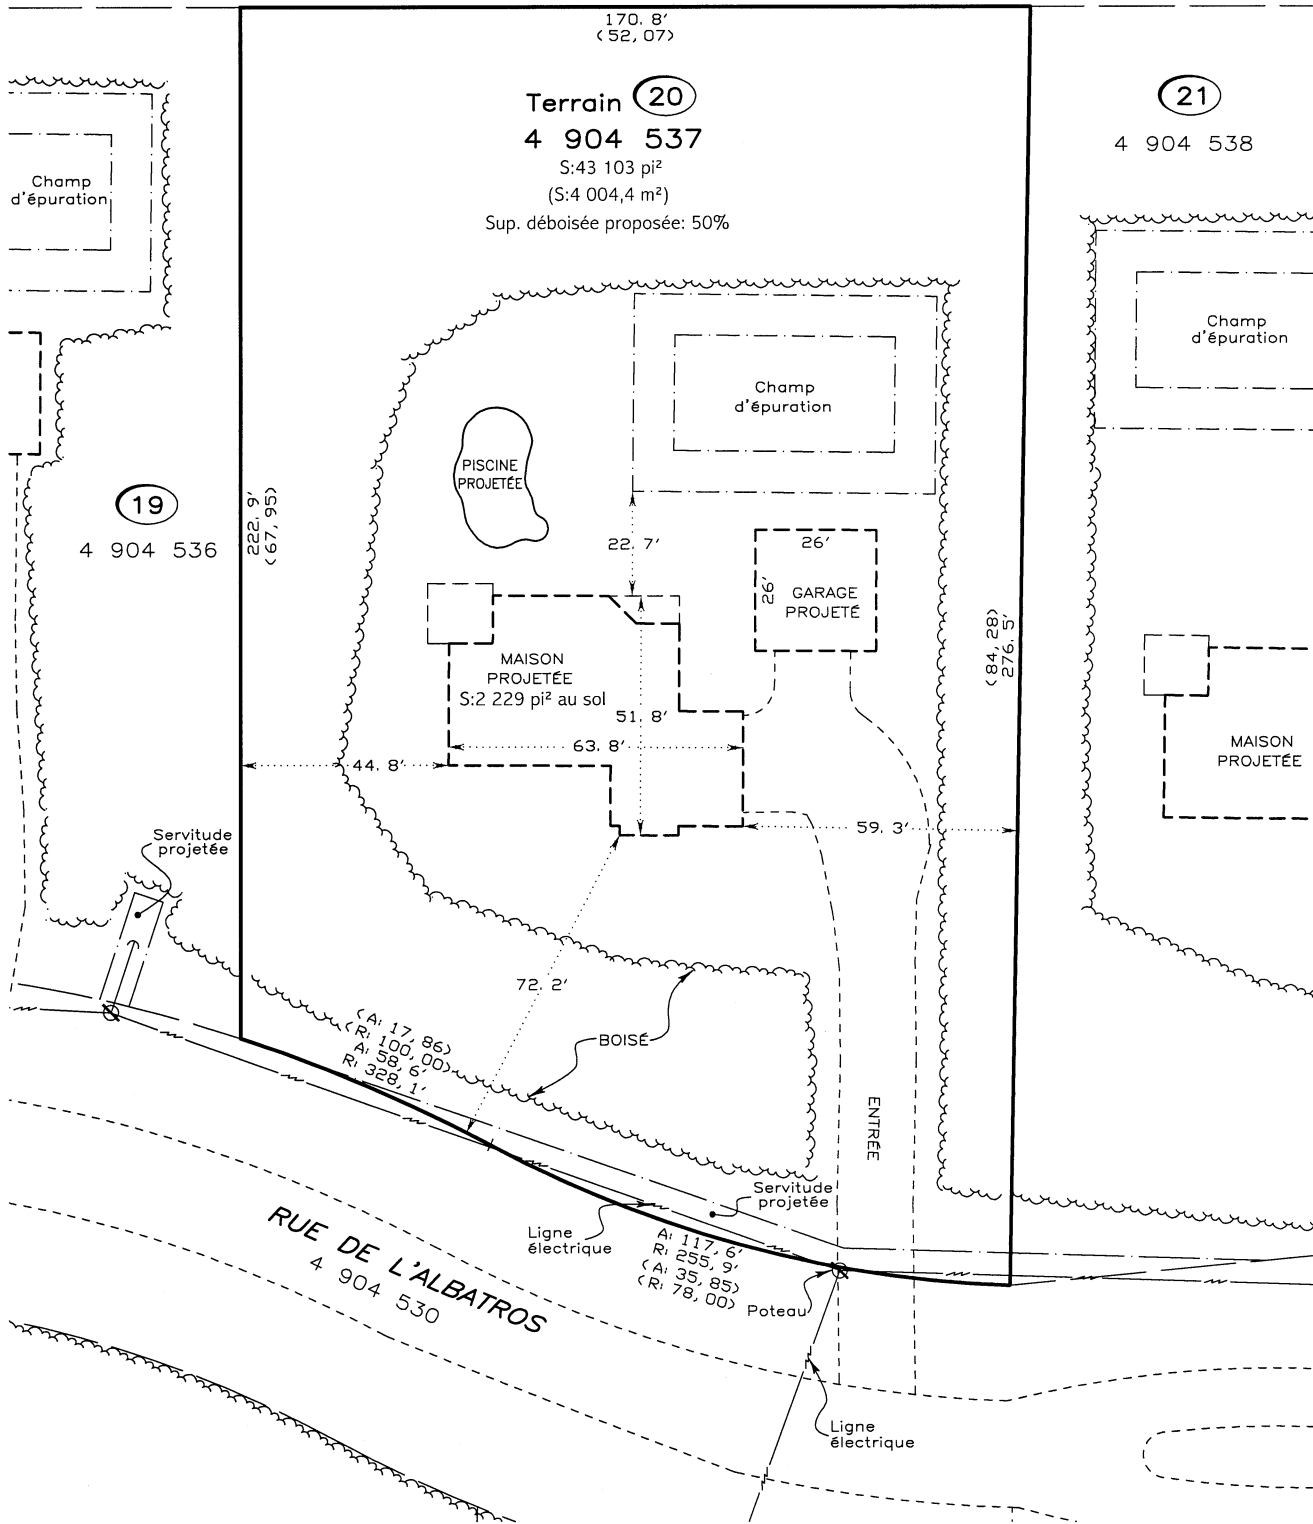 170. 8'
(52, 07)
Terrain 20
4 904 537
S:43 103 pi²
(S:4 004,4 m²)
Sup. déboisée proposée: 50%
21
4 904 538
Champ
d'épuration
Champ
d'épuration
Champ
d'épuration
PISCINE
PROJETÉE
19
4 904 536
222. 9'
(67, 95)
22. 7'
26'
26'
GARAGE
PROJETÉ
(84, 28)
276. 5'
MAISON
PROJETÉE
S:2 229 pi² au sol
51. 8'
63. 8'
44. 8'
59. 3'
MAISON
PROJETÉE
Servitude
projetée
72. 2'
(A: 17, 86)
(R: 100, 00)
A: 58, 6'
R: 328, 1'
BOISÉ
ENTRÉE
Servitude
projetée
Ligne
électrique
A: 117, 6'
R: 255, 9'
(A: 35, 85)
(R: 78, 00)
Poteau
RUE DE L'ALBATROS
4 904 530
Ligne
électrique